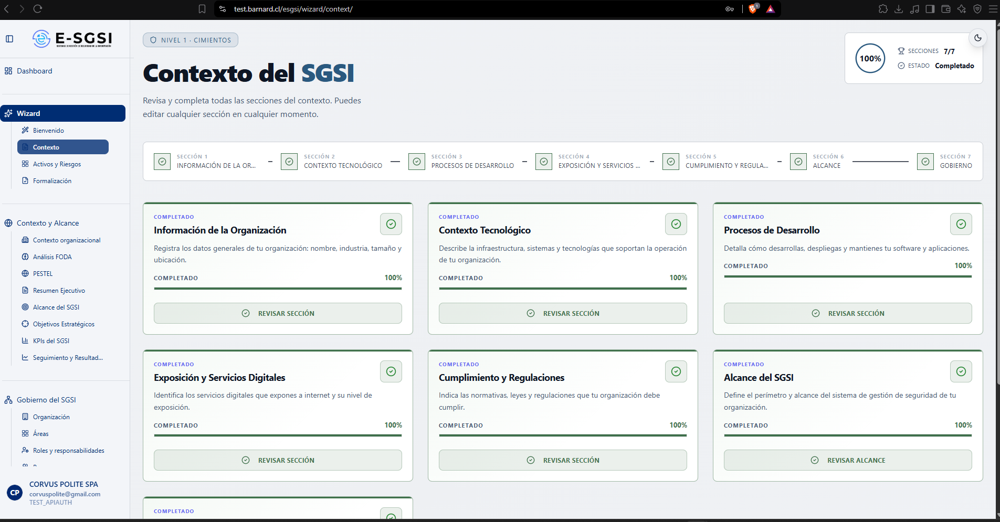 test.barnard.cl/esgsi/wizard/context/
1
E-SGSI
SISTEMAS DE GESTIÓN DE SEGURIDAD DE LA INFORMACIÓN
Dashboard
Wizard
Bienvenido
Contexto
Activos y Riesgos
Formalización
Contexto y Alcance
Contexto organizacional
Análisis FODA
PESTEL
Resumen Ejecutivo
Alcance del SGSI
Objetivos Estratégicos
KPIs del SGSI
Seguimiento y Resultad...
Gobierno del SGSI
Organización
Áreas
Roles y responsabilidades
CP
CORVUS POLITE SPA
corvuspolite@gmail.com
TEST_APIAUTH
NIVEL 1 · CIMIENTOS
Contexto del SGSI
Revisa y completa todas las secciones del contexto. Puedes
editar cualquier sección en cualquier momento.
100%
SECCIONES 7/7
ESTADO Completado
SECCIÓN 1
INFORMACIÓN DE LA OR...
SECCIÓN 2
CONTEXTO TECNOLÓGICO
SECCIÓN 3
PROCESOS DE DESARROLLO
SECCIÓN 4
EXPOSICIÓN Y SERVICIOS ...
SECCIÓN 5
CUMPLIMIENTO Y REGULA...
SECCIÓN 6
ALCANCE
SECCIÓN 7
GOBIERNO
COMPLETADO
Información de la Organización
Registra los datos generales de tu organización: nombre, industria, tamaño y
ubicación.
COMPLETADO 100%
REVISAR SECCIÓN
COMPLETADO
Contexto Tecnológico
Describe la infraestructura, sistemas y tecnologías que soportan la operación
de tu organización.
COMPLETADO 100%
REVISAR SECCIÓN
COMPLETADO
Procesos de Desarrollo
Detalla cómo desarrollas, despliegas y mantienes tu software y aplicaciones.
COMPLETADO 100%
REVISAR SECCIÓN
COMPLETADO
Exposición y Servicios Digitales
Identifica los servicios digitales que expones a internet y su nivel de
exposición.
COMPLETADO 100%
REVISAR SECCIÓN
COMPLETADO
Cumplimiento y Regulaciones
Indica las normativas, leyes y regulaciones que tu organización debe
cumplir.
COMPLETADO 100%
REVISAR SECCIÓN
COMPLETADO
Alcance del SGSI
Define el perímetro y alcance del sistema de gestión de seguridad de tu
organización.
COMPLETADO 100%
REVISAR ALCANCE
COMPLETADO